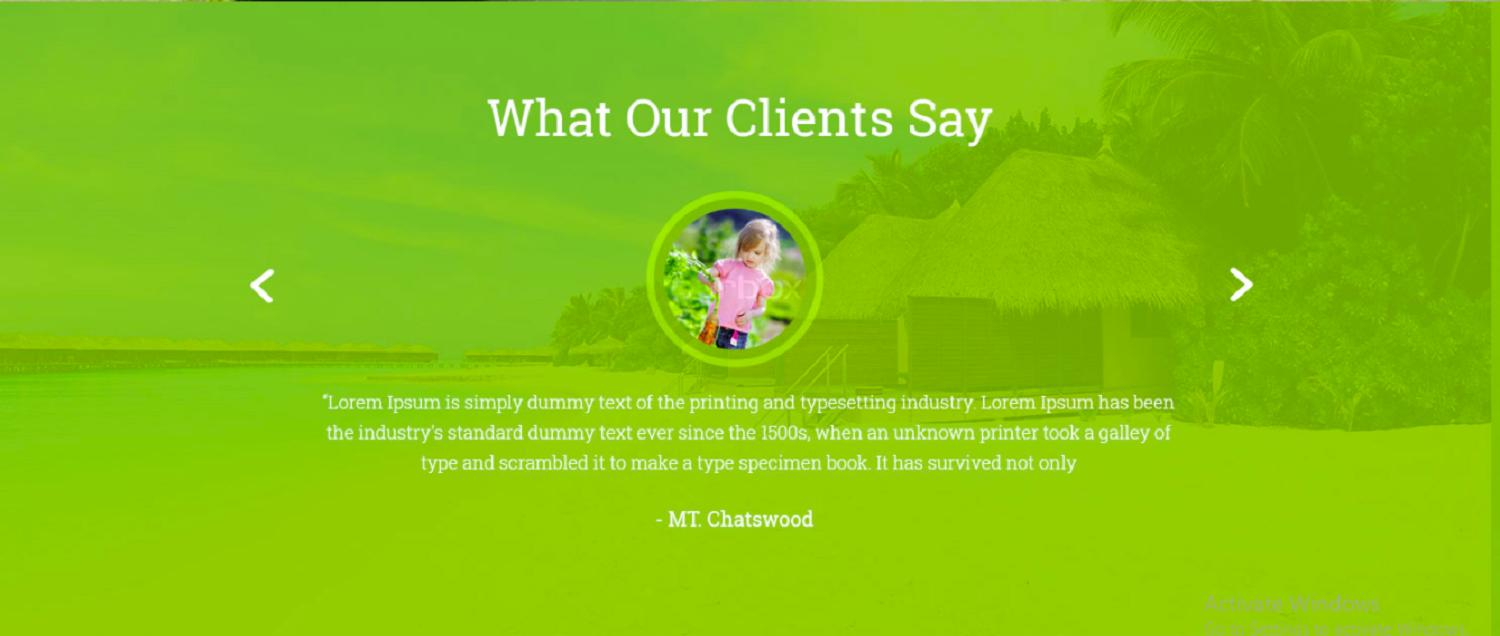 What Our Clients Say
“Lorem Ipsum is simply dummy text of the printing and typesetting industry. Lorem Ipsum has been
the industry's standard dummy text ever since the 1500s, when an unknown printer took a galley of
type and scrambled it to make a type specimen book. It has survived not only
- MT. Chatswood
Activate Windows
Go to Settings to activate Windows.